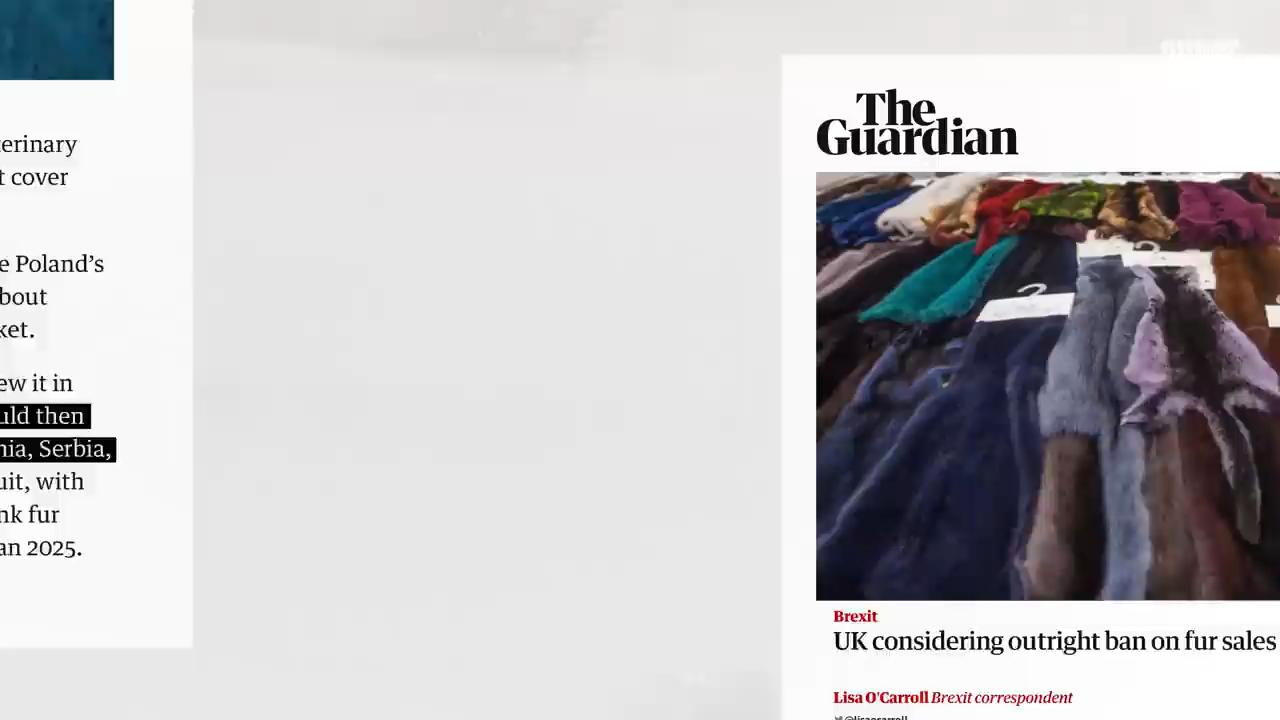 erinary
t cover
e Poland’s
bout
ket.
ew it in
uld then
nia, Serbia,
uit, with
nk fur
an 2025.
The
Guardian
Brexit
UK considering outright ban on fur sales
Lisa O'Carroll Brexit correspondent
@lisaocarroll